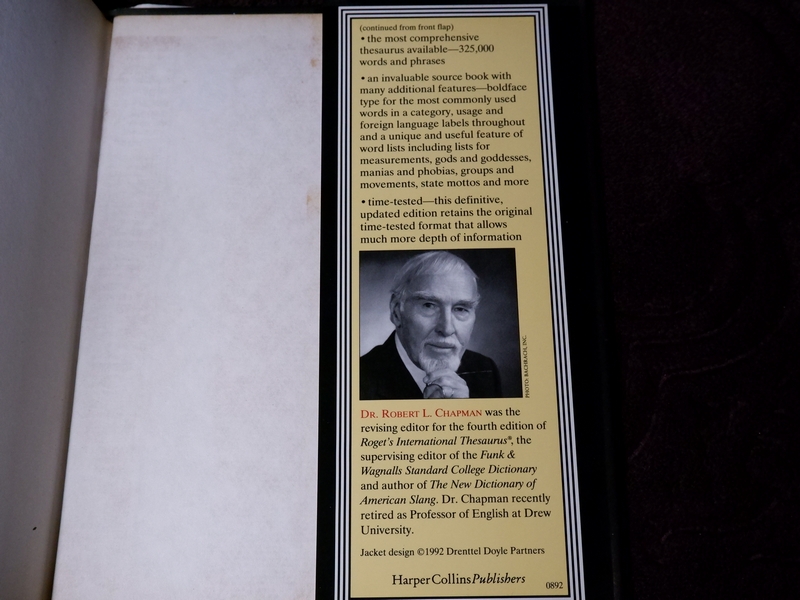 (continued from front flap)
• the most comprehensive
thesaurus available—325,000
words and phrases
• an invaluable source book with
many additional features—boldface
type for the most commonly used
words in a category, usage and
foreign language labels throughout
and a unique and useful feature of
word lists including lists for
measurements, gods and goddesses,
manias and phobias, groups and
movements, state mottos and more
• time-tested—this definitive,
updated edition retains the original
time-tested format that allows
much more depth of information
PHOTO: BACHRACH, INC.
DR. ROBERT L. CHAPMAN was the
revising editor for the fourth edition of
Roget's International Thesaurus®, the
supervising editor of the Funk &
Wagnalls Standard College Dictionary
and author of The New Dictionary of
American Slang. Dr. Chapman recently
retired as Professor of English at Drew
University.
Jacket design ©1992 Drenttel Doyle Partners
HarperCollinsPublishers
0892